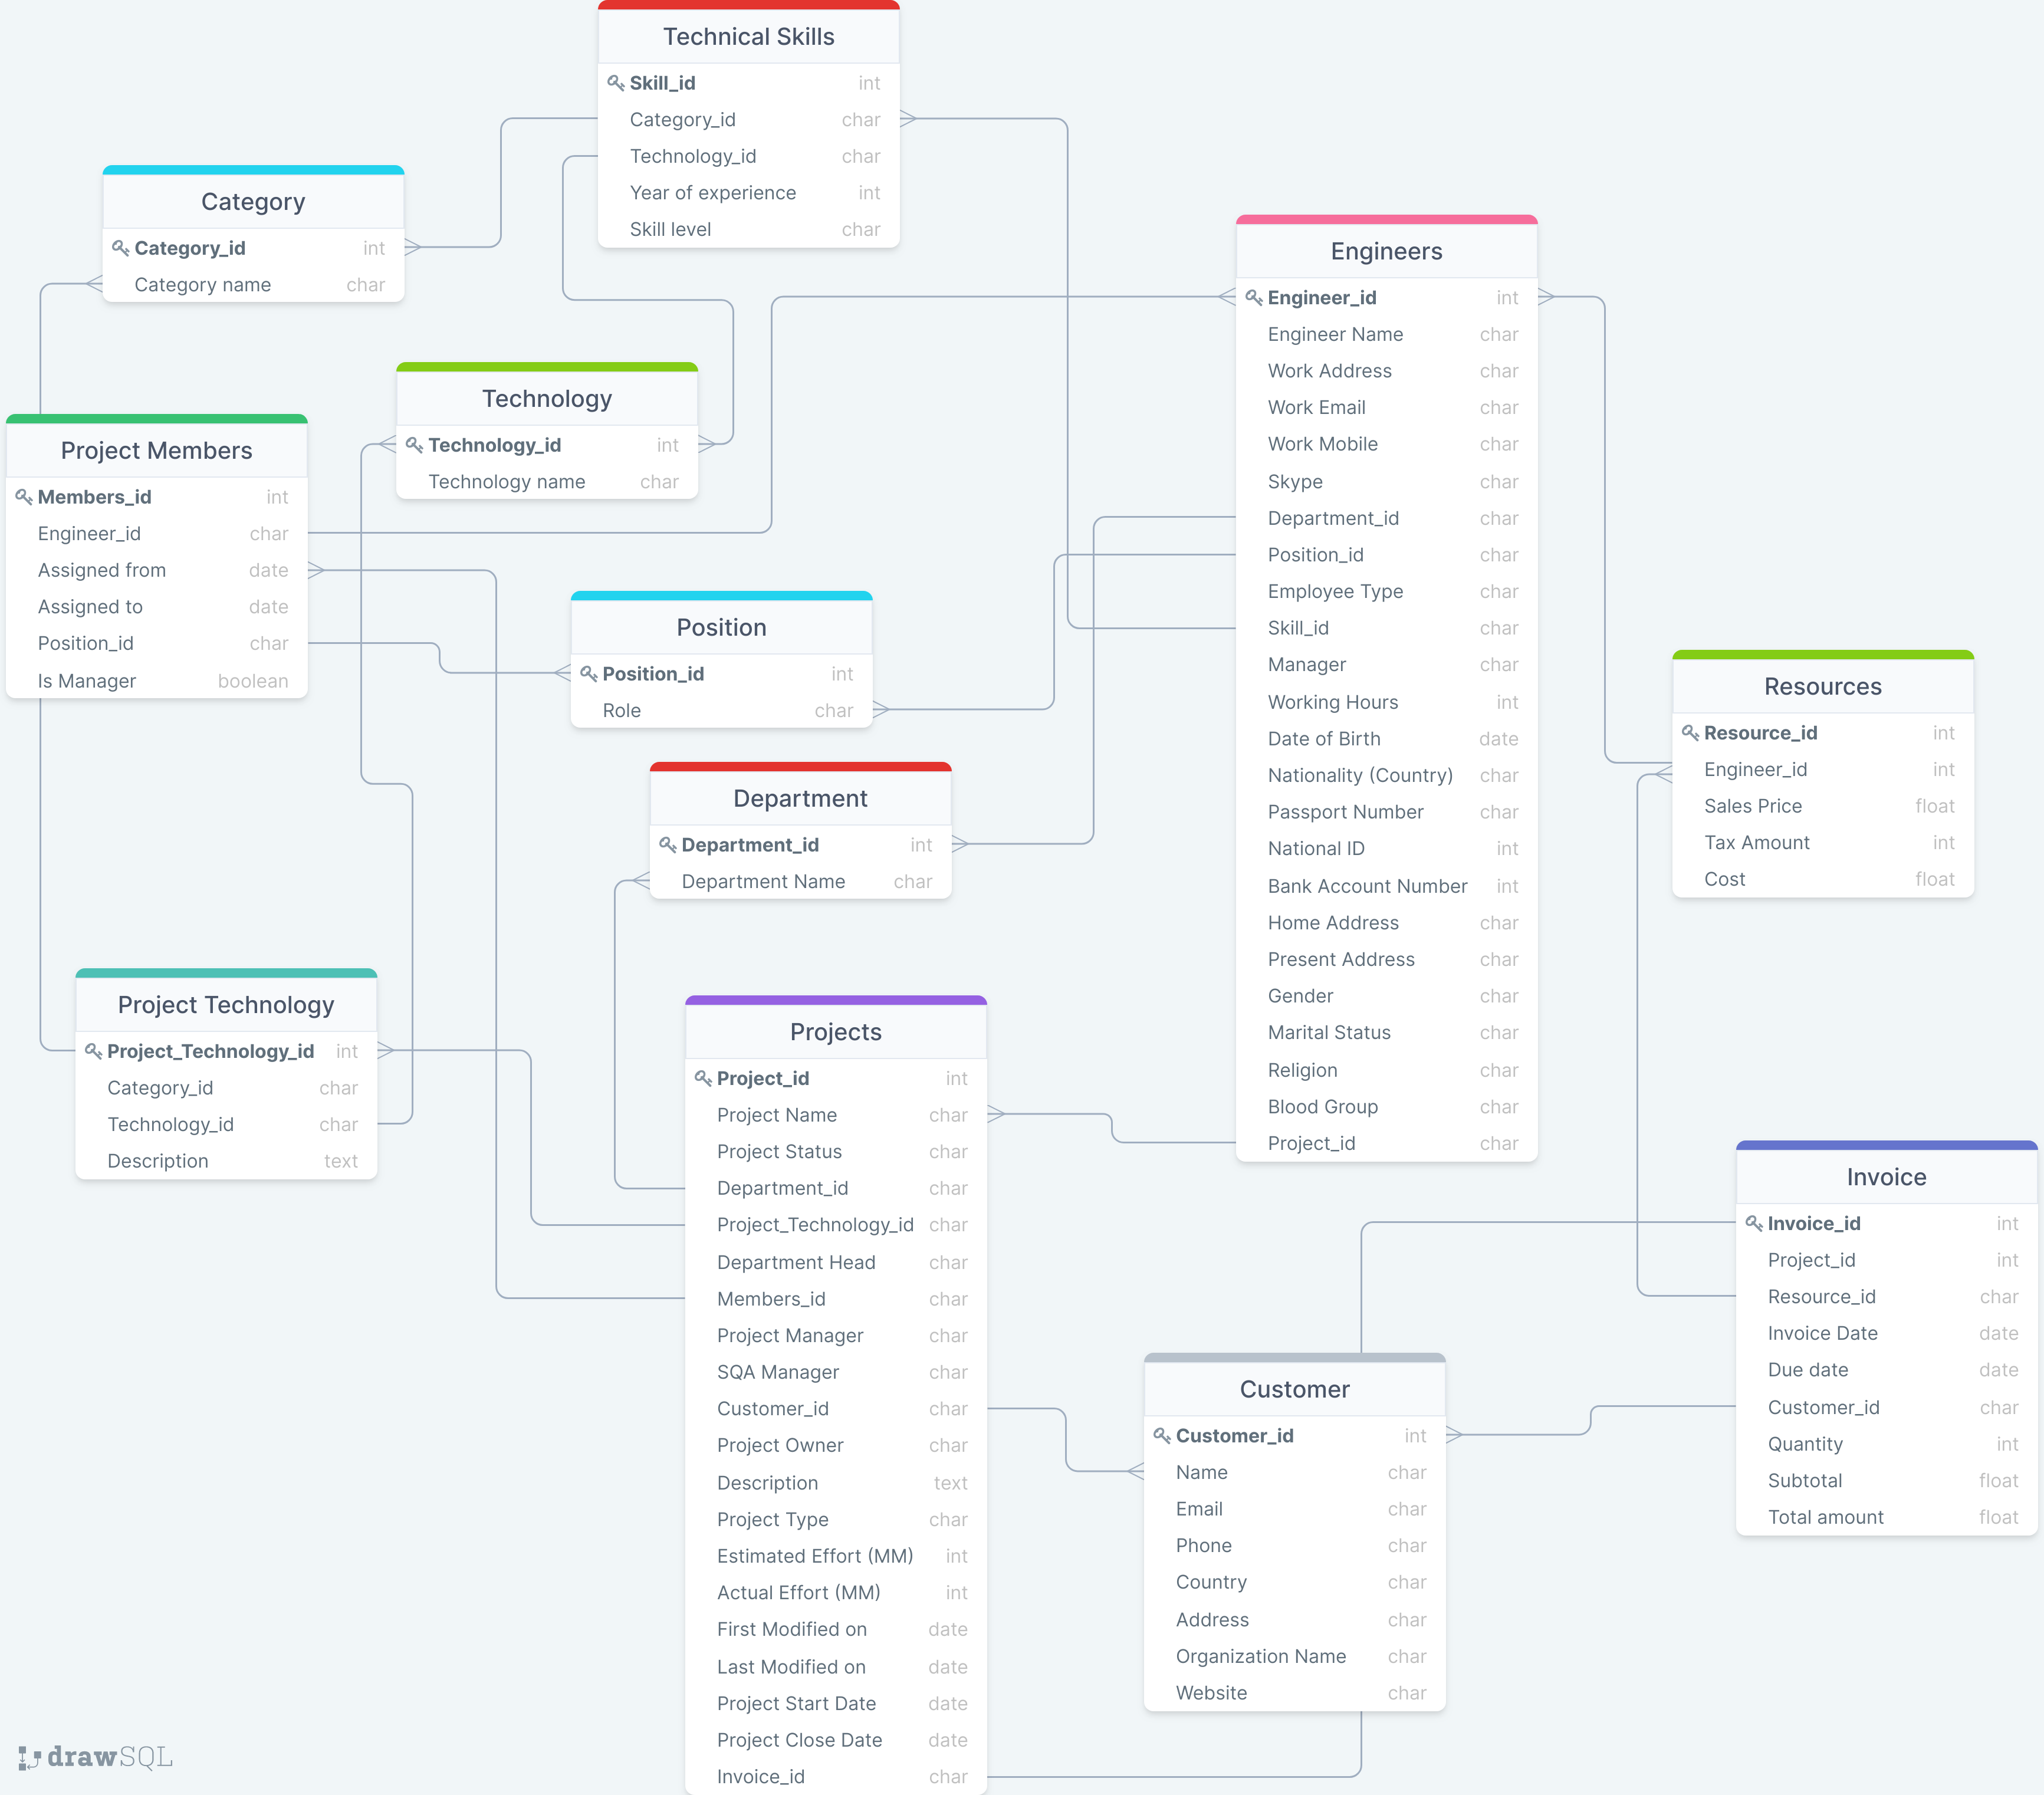 Technical Skills
Skill_id int
Category_id char
Technology_id char
Year of experience int
Skill level char
Category
Category_id int
Category name char
Engineers
Engineer_id int
Engineer Name char
Work Address char
Work Email char
Work Mobile char
Skype char
Department_id char
Position_id char
Employee Type char
Skill_id char
Manager char
Working Hours int
Date of Birth date
Nationality (Country) char
Passport Number char
National ID int
Bank Account Number int
Home Address char
Present Address char
Gender char
Marital Status char
Religion char
Blood Group char
Project_id char
Technology
Technology_id int
Technology name char
Project Members
Members_id int
Engineer_id char
Assigned from date
Assigned to date
Position_id char
Is Manager boolean
Position
Position_id int
Role char
Resources
Resource_id int
Engineer_id int
Sales Price float
Tax Amount int
Cost float
Department
Department_id int
Department Name char
Project Technology
Project_Technology_id int
Category_id char
Technology_id char
Description text
Projects
Project_id int
Project Name char
Project Status char
Department_id char
Project_Technology_id char
Department Head char
Members_id char
Project Manager char
SQA Manager char
Customer_id char
Project Owner char
Description text
Project Type char
Estimated Effort (MM) int
Actual Effort (MM) int
First Modified on date
Last Modified on date
Project Start Date date
Project Close Date date
Invoice_id char
Invoice
Invoice_id int
Project_id int
Resource_id char
Invoice Date date
Due date date
Customer_id char
Quantity int
Subtotal float
Total amount float
Customer
Customer_id int
Name char
Email char
Phone char
Country char
Address char
Organization Name char
Website char
drawSQL